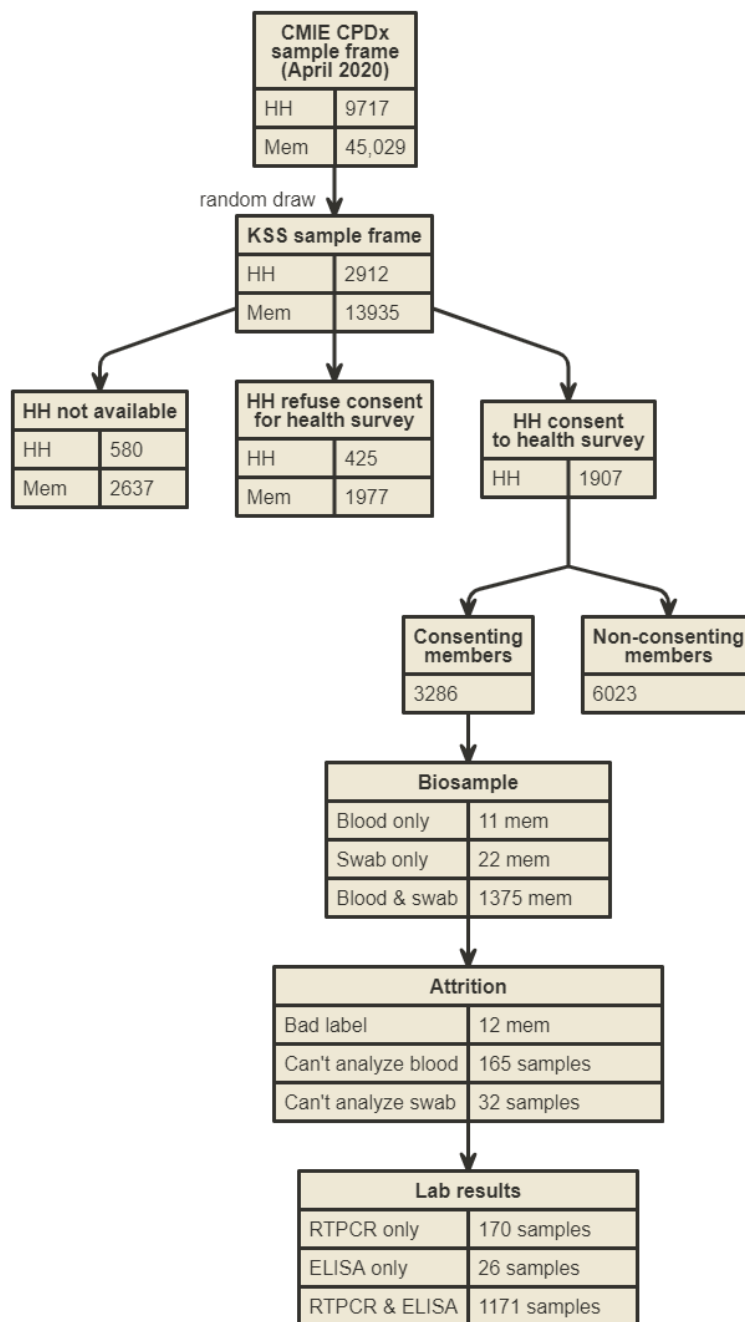 CMIE CPDx
sample frame
(April 2020)
HH 9717
Mem 45,029
random draw
KSS sample frame
HH 2912
Mem 13935
HH not available
HH 580
Mem 2637
HH refuse consent
for health survey
HH 425
Mem 1977
HH consent
to health survey
HH 1907
Consenting
members
3286
Non-consenting
members
6023
Biosample
Blood only 11 mem
Swab only 22 mem
Blood & swab 1375 mem
Attrition
Bad label 12 mem
Can't analyze blood 165 samples
Can't analyze swab 32 samples
Lab results
RTPCR only 170 samples
ELISA only 26 samples
RTPCR & ELISA 1171 samples